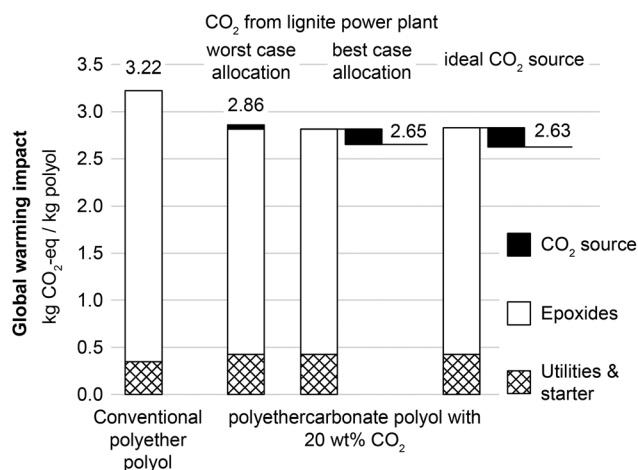 CO₂ from lignite power plant
worst case
allocation
best case
allocation
ideal CO₂ source
Global warming impact
kg CO₂-eq / kg polyol
3.5
3.0
2.5
2.0
1.5
1.0
0.5
0.0
3.22
2.86
2.65
2.63
CO₂ source
Epoxides
Utilities &
starter
Conventional
polyether
polyol
polyethercarbonate polyol with
20 wt% CO₂